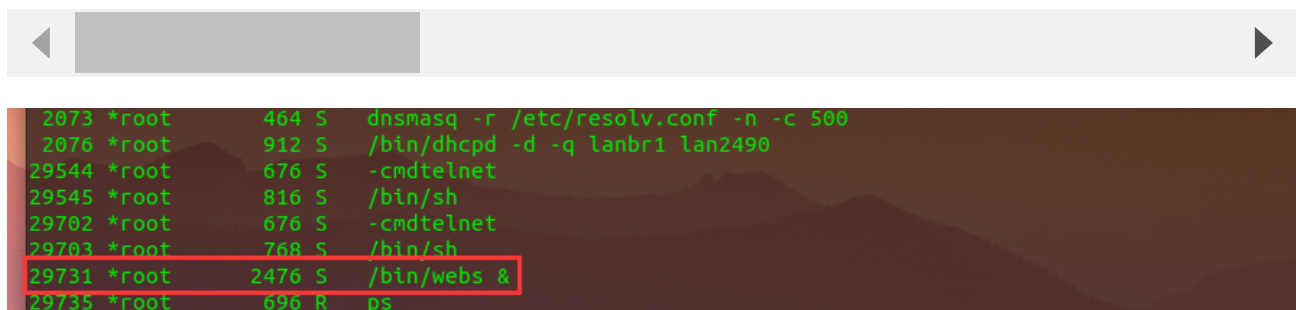 2073 *root 464 S dnsmasq -r /etc/resolv.conf -n -c 500
2076 *root 912 S /bin/dhcpd -d -q lanbr1 lan2490
29544 *root 676 S -cmdtelnet
29545 *root 816 S /bin/sh
29702 *root 676 S -cmdtelnet
29703 *root 768 S /bin/sh
29731 *root 2476 S /bin/webs &
29735 *root 696 R ps